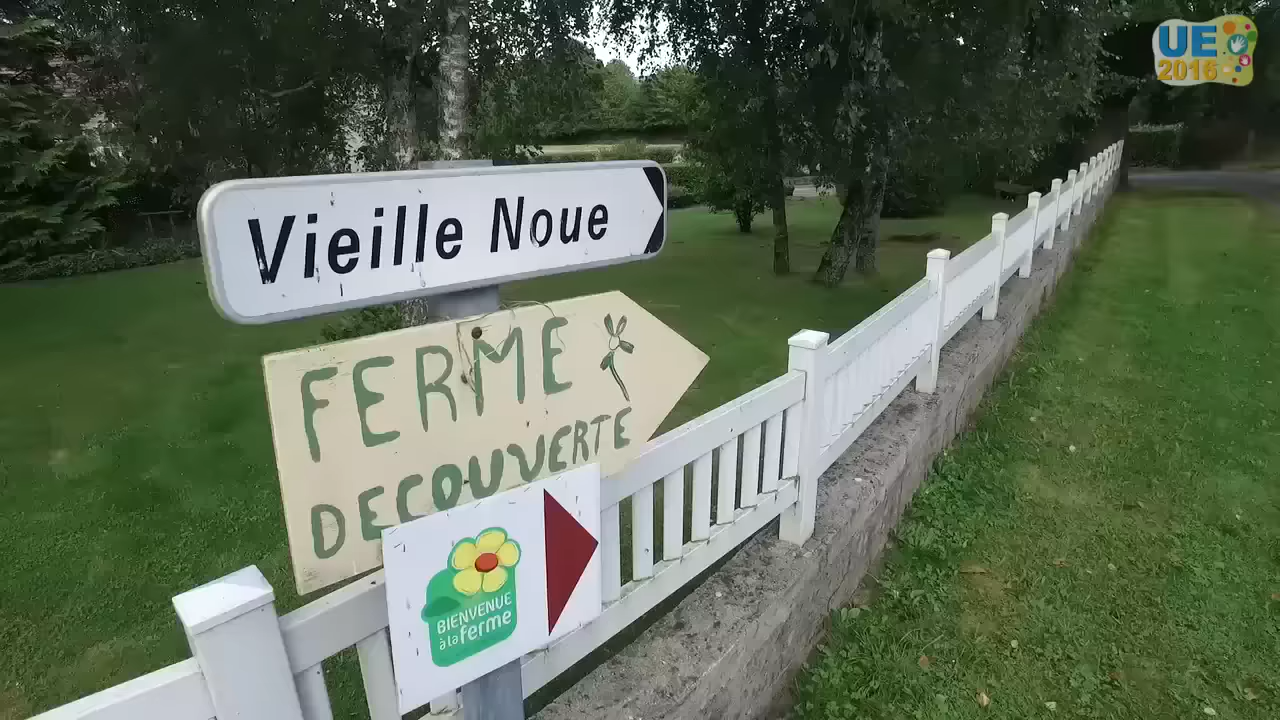 UE
2016
Vieille Noue
FERME
DECOUVERTE
BIENVENUE
à la ferme